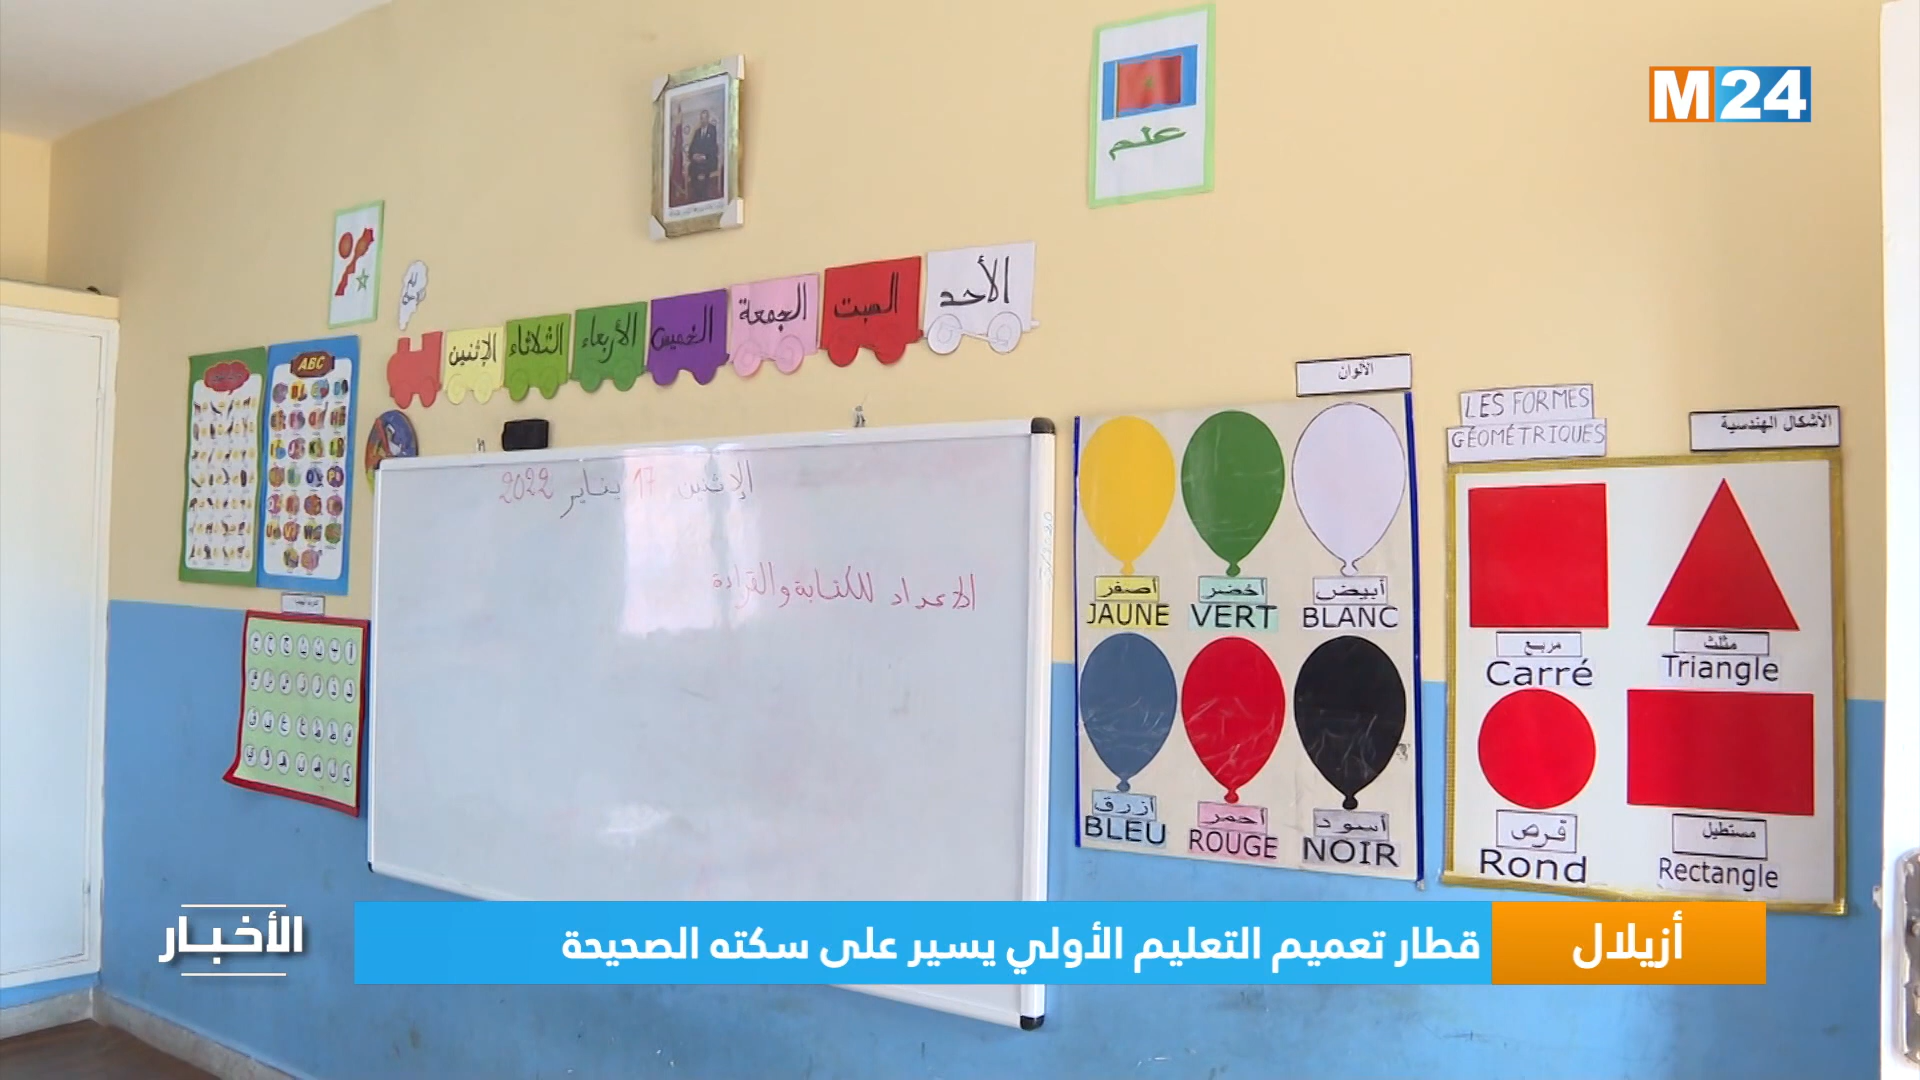 M24
علم
الأحد
السبت
الجمعة
الخميس
الأربعاء
الثلاثاء
الإثنين
ABC
الإثنين 17 يناير 2022
الإعداد للكتابة والقراءة
الألوان
أصفر
JAUNE
أخضر
VERT
أبيض
BLANC
أزرق
BLEU
أحمر
ROUGE
أسود
NOIR
LES FORMES
GÉOMÉTRIQUES
الأشكال الهندسية
مربع
Carré
مثلث
Triangle
قرص
Rond
مستطيل
Rectangle
أزيلال
قطار تعميم التعليم الأولي يسير على سكته الصحيحة
الأخبار